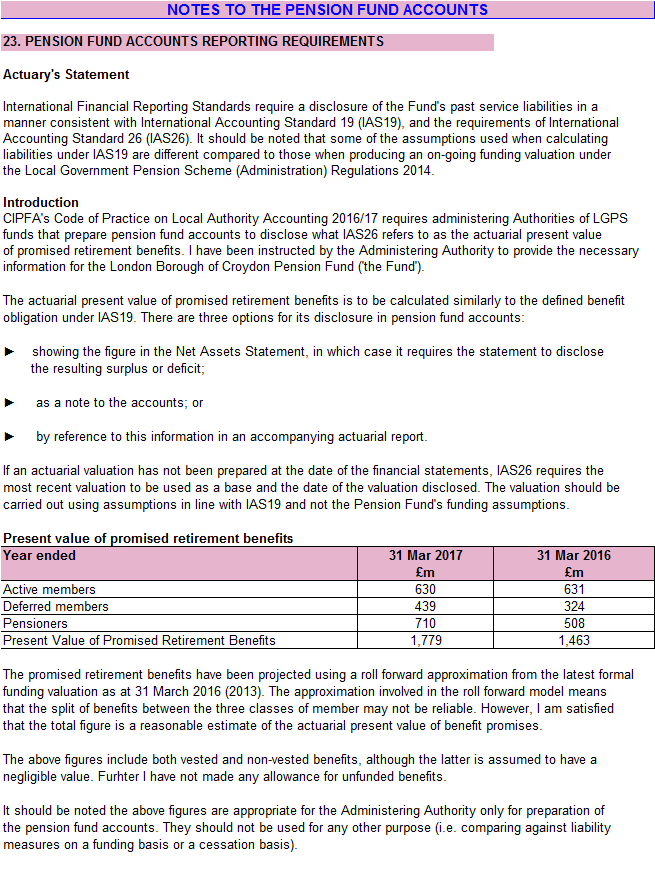 NOTES TO THE PENSION FUND ACCOUNTS
23. PENSION FUND ACCOUNTS REPORTING REQUIREMENTS
Actuary's Statement
International Financial Reporting Standards require a disclosure of the Fund's past service liabilities in a
manner consistent with International Accounting Standard 19 (IAS19), and the requirements of International
Accounting Standard 26 (IAS26). It should be noted that some of the assumptions used when calculating
liabilities under IAS19 are different compared to those when producing an on-going funding valuation under
the Local Government Pension Scheme (Administration) Regulations 2014.
Introduction
CIPFA's Code of Practice on Local Authority Accounting 2016/17 requires administering Authorities of LGPS
funds that prepare pension fund accounts to disclose what IAS26 refers to as the actuarial present value
of promised retirement benefits. I have been instructed by the Administering Authority to provide the necessary
information for the London Borough of Croydon Pension Fund ('the Fund').
The actuarial present value of promised retirement benefits is to be calculated similarly to the defined benefit
obligation under IAS19. There are three options for its disclosure in pension fund accounts:
► showing the figure in the Net Assets Statement, in which case it requires the statement to disclose
the resulting surplus or deficit;
► as a note to the accounts; or
► by reference to this information in an accompanying actuarial report.
If an actuarial valuation has not been prepared at the date of the financial statements, IAS26 requires the
most recent valuation to be used as a base and the date of the valuation disclosed. The valuation should be
carried out using assumptions in line with IAS19 and not the Pension Fund's funding assumptions.
Present value of promised retirement benefits
Year ended 31 Mar 2017 31 Mar 2016
£m £m
Active members 630 631
Deferred members 439 324
Pensioners 710 508
Present Value of Promised Retirement Benefits 1,779 1,463
The promised retirement benefits have been projected using a roll forward approximation from the latest formal
funding valuation as at 31 March 2016 (2013). The approximation involved in the roll forward model means
that the split of benefits between the three classes of member may not be reliable. However, I am satisfied
that the total figure is a reasonable estimate of the actuarial present value of benefit promises.
The above figures include both vested and non-vested benefits, although the latter is assumed to have a
negligible value. Furhter I have not made any allowance for unfunded benefits.
It should be noted the above figures are appropriate for the Administering Authority only for preparation of
the pension fund accounts. They should not be used for any other purpose (i.e. comparing against liability
measures on a funding basis or a cessation basis).